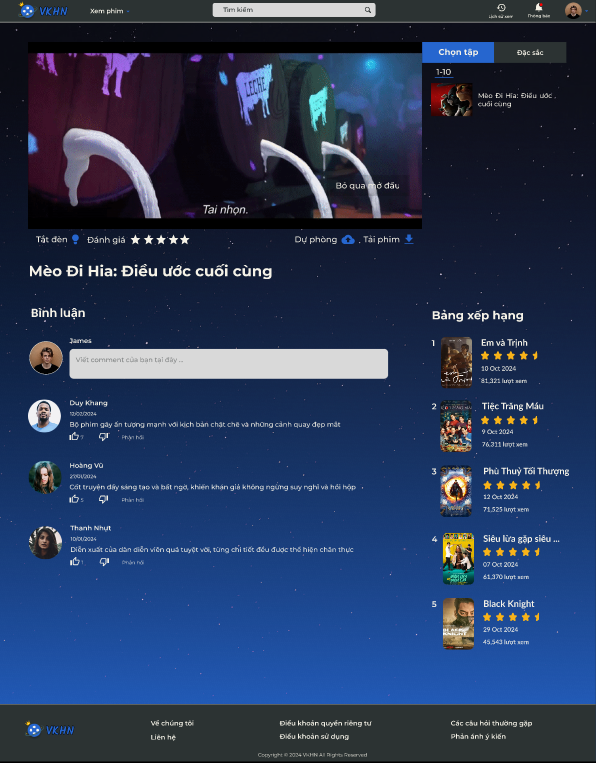 VKHN
Xem phim
Tìm kiếm
Lịch sử xem
Thông báo
LECHE
Bỏ qua mở đầu
Tai nhọn.
Chọn tập
Đặc sắc
1-10
Mèo Đi Hia: Điều ước
cuối cùng
Tắt đèn
Đánh giá
Dự phòng
Tải phim
Mèo Đi Hia: Điều ước cuối cùng
Bình luận
James
Viết comment của bạn tại đây ...
Duy Khang
12/02/2024
Bộ phim gây ấn tượng mạnh với kịch bản chặt chẽ và những cảnh quay đẹp mắt
7
Phản hồi
Hoàng Vũ
27/01/2024
Cốt truyện đầy sáng tạo và bất ngờ, khiến khán giả không ngừng suy nghĩ và hồi hộp
5
Phản hồi
Thanh Nhựt
10/01/2024
Diễn xuất của dàn diễn viên quá tuyệt vời, từng chi tiết đều được thể hiện chân thực
1
Phản hồi
Bảng xếp hạng
1
Em và Trịnh
10 Oct 2024
81,321 lượt xem
2
Tiệc Trăng Máu
9 Oct 2024
76,311 lượt xem
3
Phù Thuỷ Tối Thượng
12 Oct 2024
71,525 lượt xem
4
Siêu lừa gặp siêu ...
07 Oct 2024
61,370 lượt xem
5
Black Knight
29 Oct 2024
45,543 lượt xem
VKHN
Về chúng tôi
Liên hệ
Điều khoản quyền riêng tư
Điều khoản sử dụng
Các câu hỏi thường gặp
Phản ánh ý kiến
Copyright © 2024 VKHN All Rights Reserved